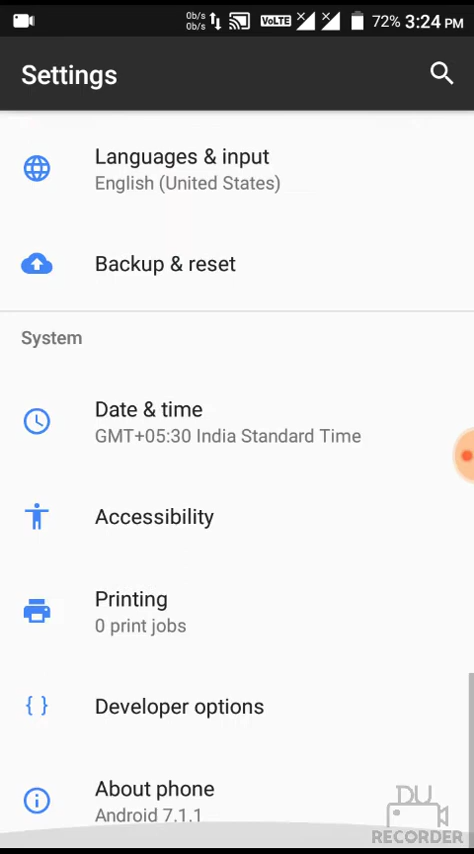 0b/s
0b/s
VoLTE
72% 3:24 PM
Settings
Languages & input
English (United States)
Backup & reset
System
Date & time
GMT+05:30 India Standard Time
Accessibility
Printing
0 print jobs
{ } Developer options
About phone
Android 7.1.1
DU
RECORDER